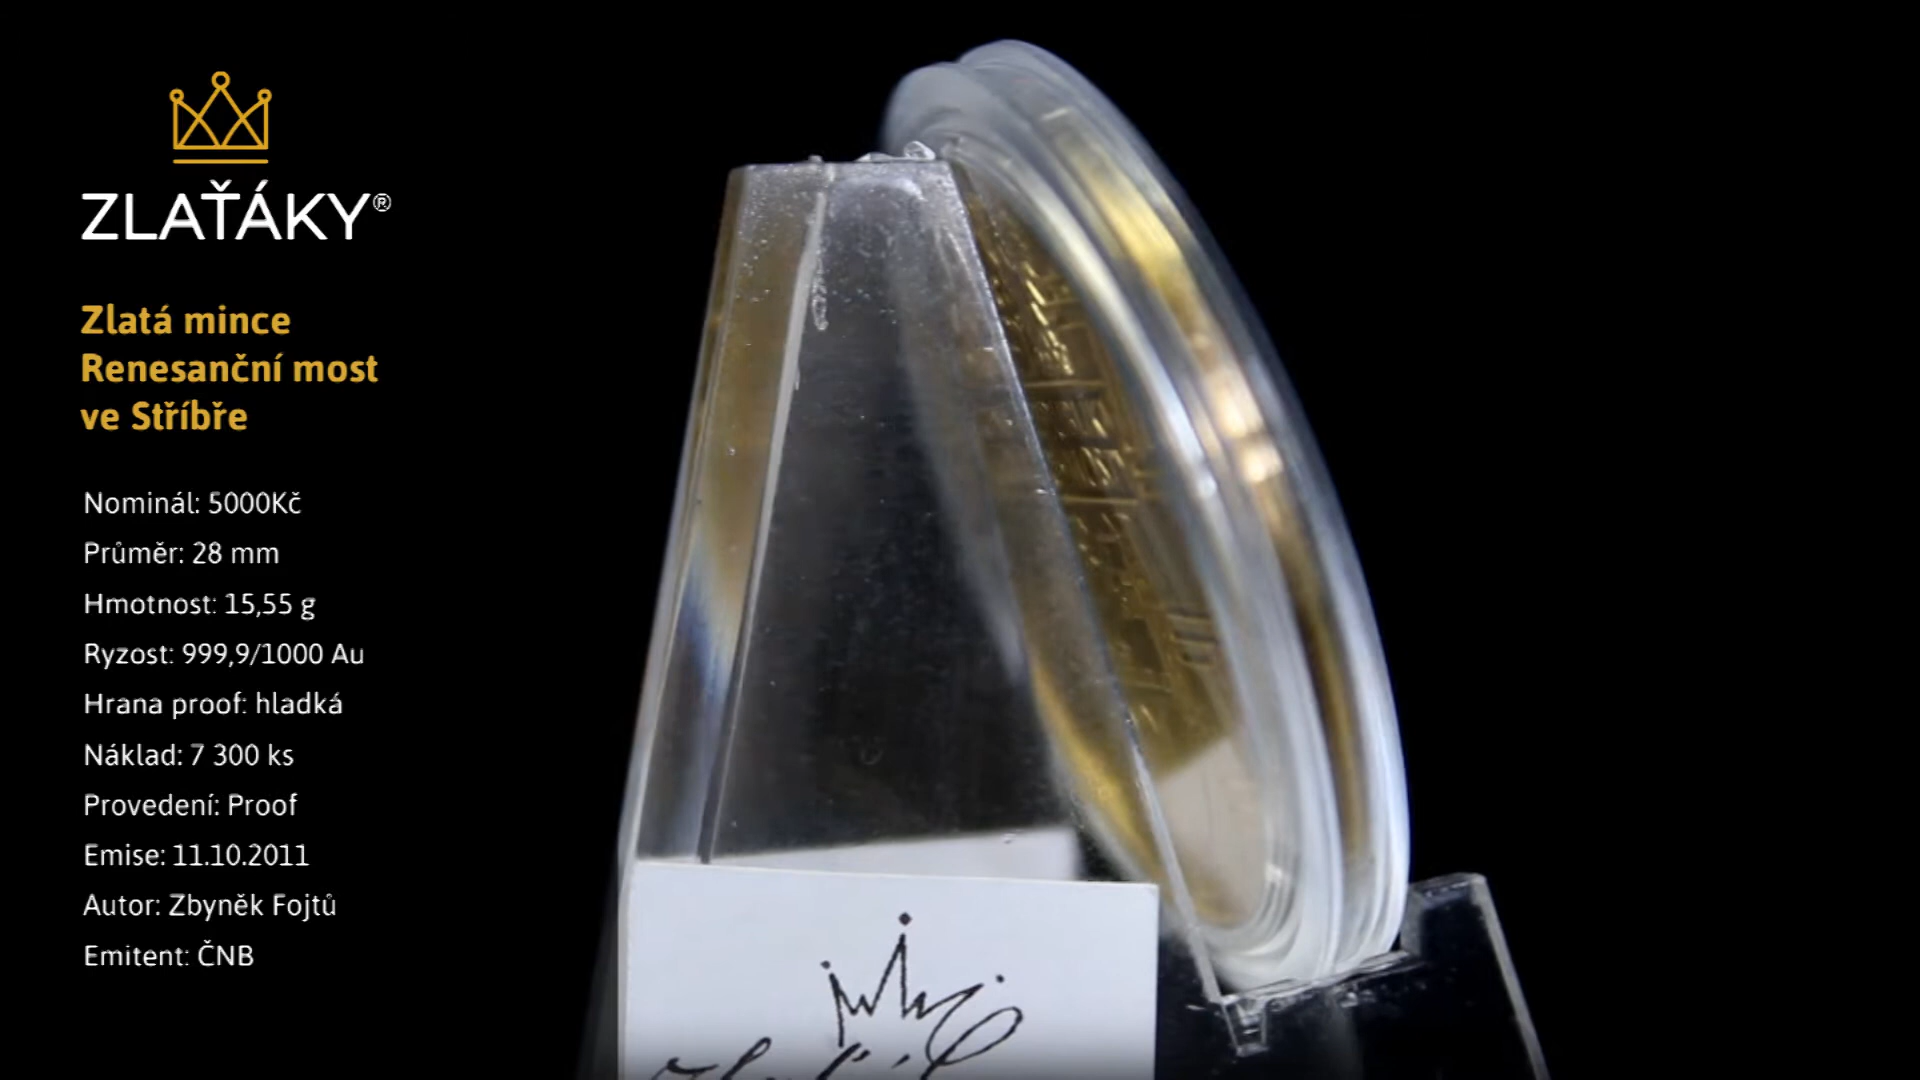 ZLAŤÁKY®
Zlatá mince
Renesanční most
ve Stříbře
Nominál: 5000Kč
Průměr: 28 mm
Hmotnost: 15,55 g
Ryzost: 999,9/1000 Au
Hrana proof: hladká
Náklad: 7 300 ks
Provedení: Proof
Emise: 11.10.2011
Autor: Zbyněk Fojtů
Emitent: ČNB